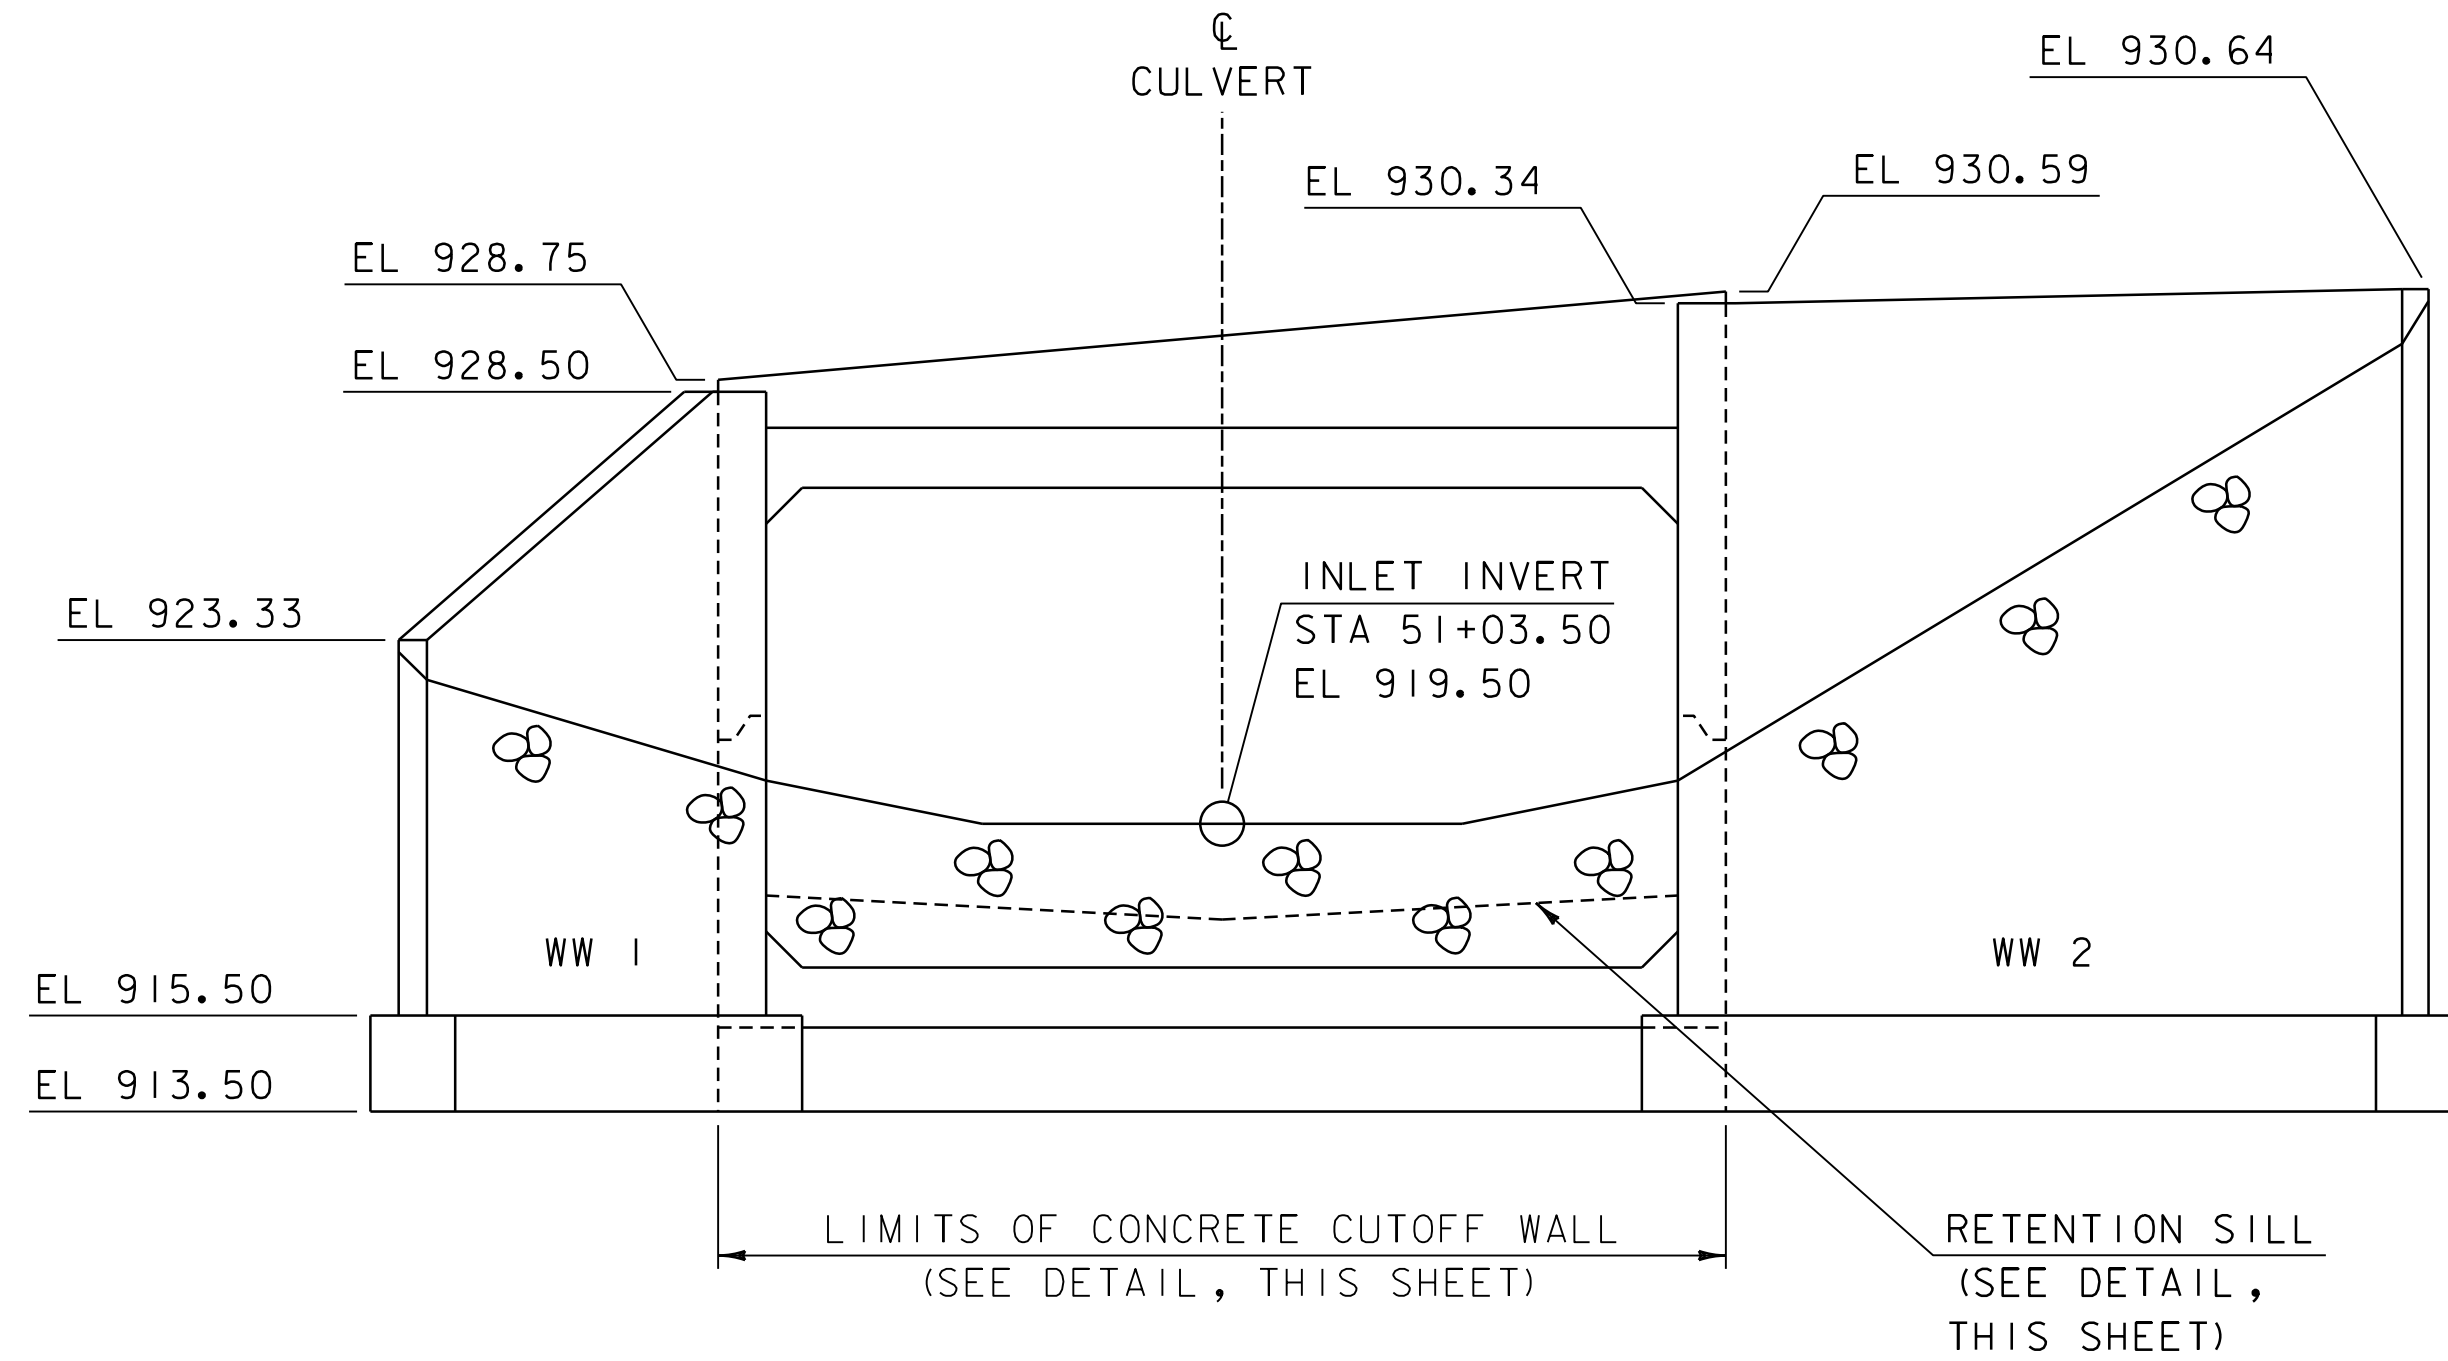 ℄
CULVERT
EL 930.64
EL 930.59
EL 930.34
EL 928.75
EL 928.50
INLET INVERT
STA 51+03.50
EL 919.50
EL 923.33
WW 1
WW 2
EL 915.50
EL 913.50
LIMITS OF CONCRETE CUTOFF WALL
(SEE DETAIL, THIS SHEET)
RETENTION SILL
(SEE DETAIL,
THIS SHEET)